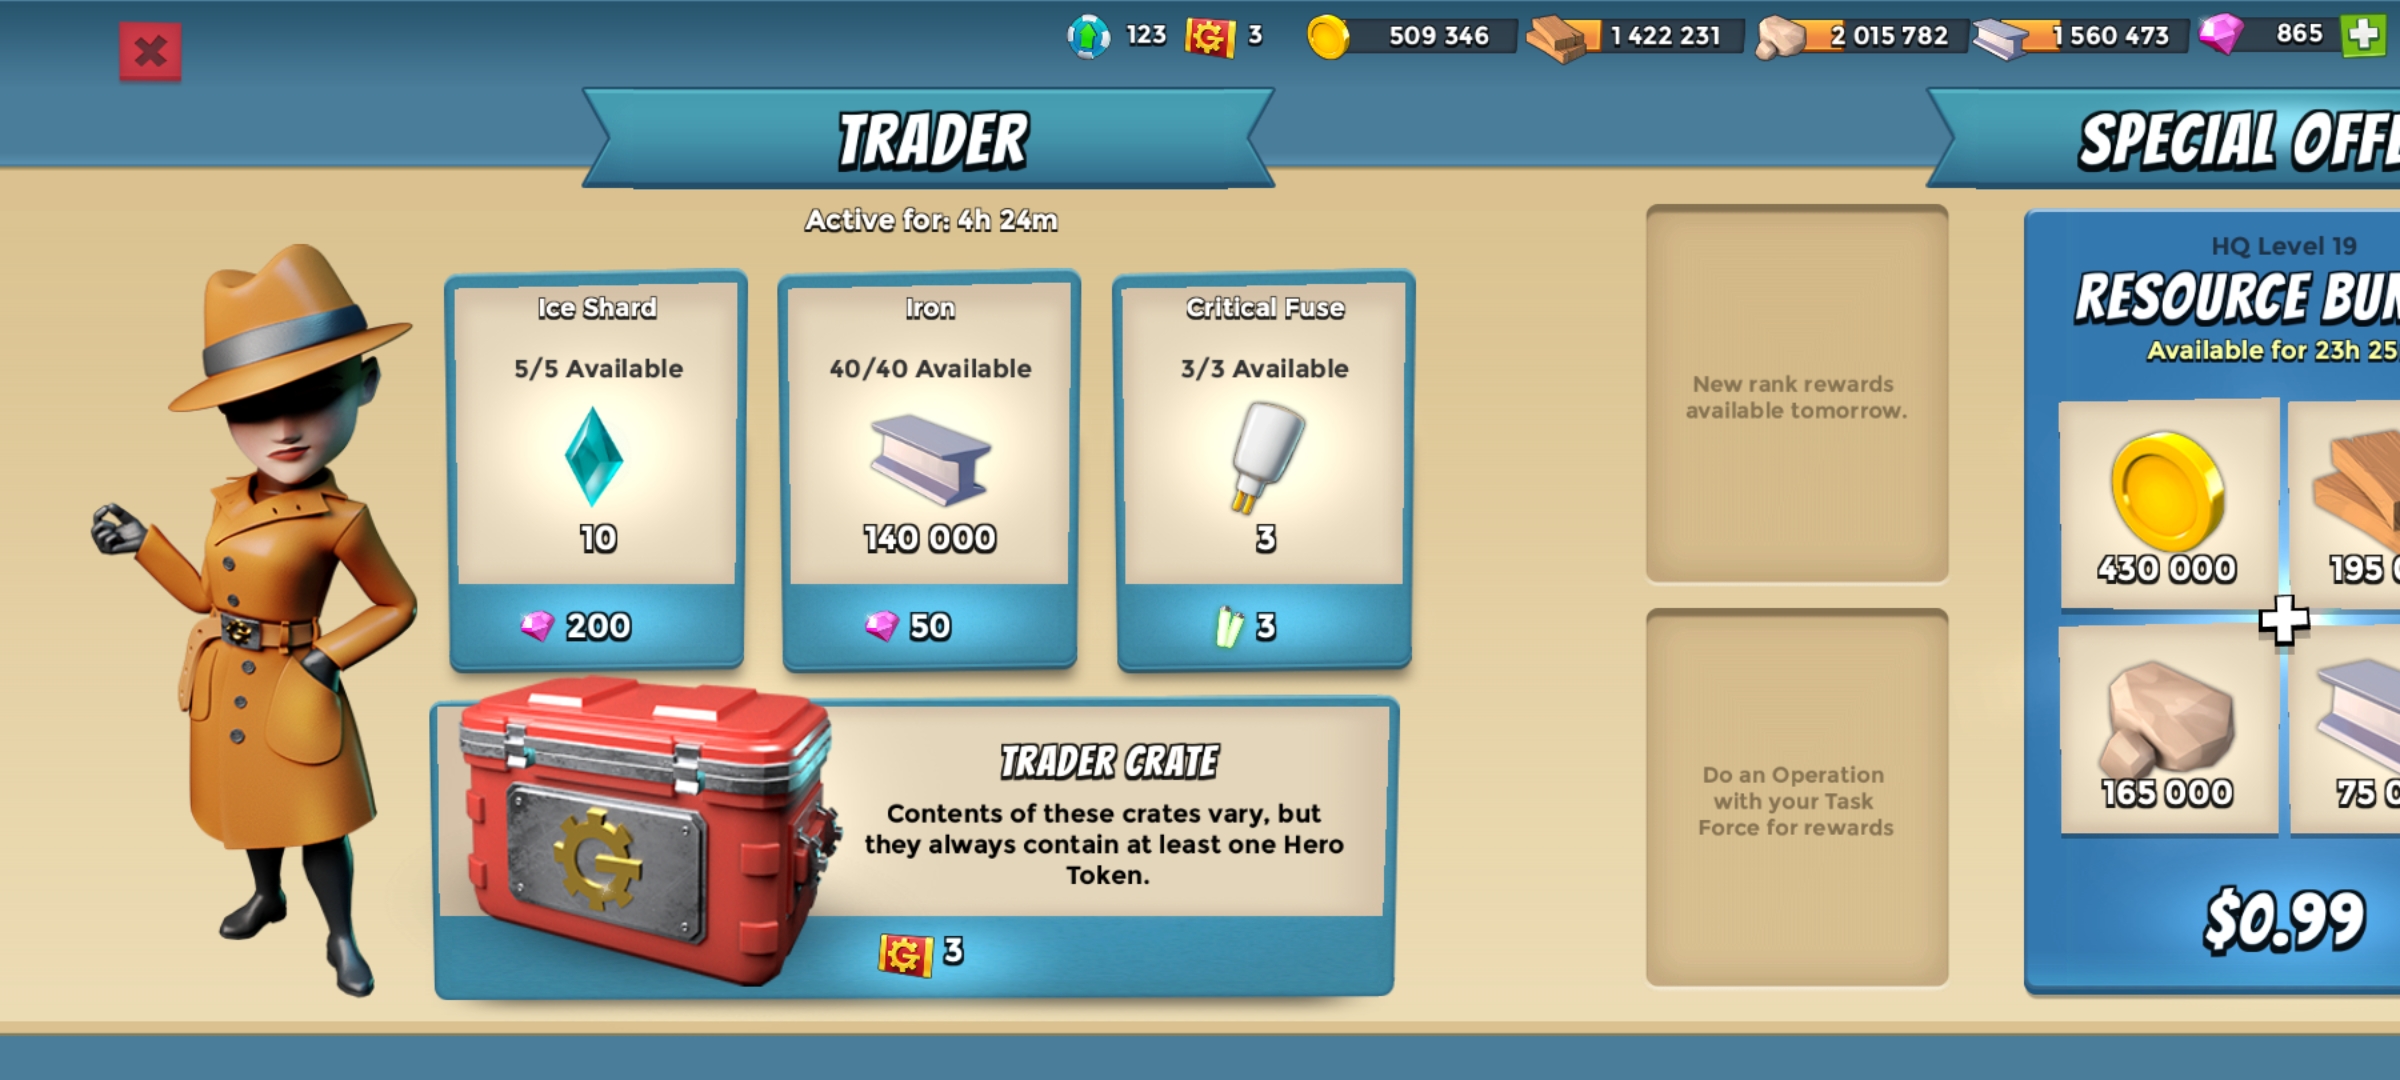 123
3
509 346
1 422 231
2 015 782
1 560 473
865
TRADER
Active for: 4h 24m
Ice Shard
5/5 Available
10
200
Iron
40/40 Available
140 000
50
Critical Fuse
3/3 Available
3
3
TRADER CRATE
Contents of these crates vary, but
they always contain at least one Hero
Token.
3
New rank rewards
available tomorrow.
Do an Operation
with your Task
Force for rewards
SPECIAL
HQ Level 19
RESOURCE
Available for 23h 25
430 000
195
165 000
75
$0.99